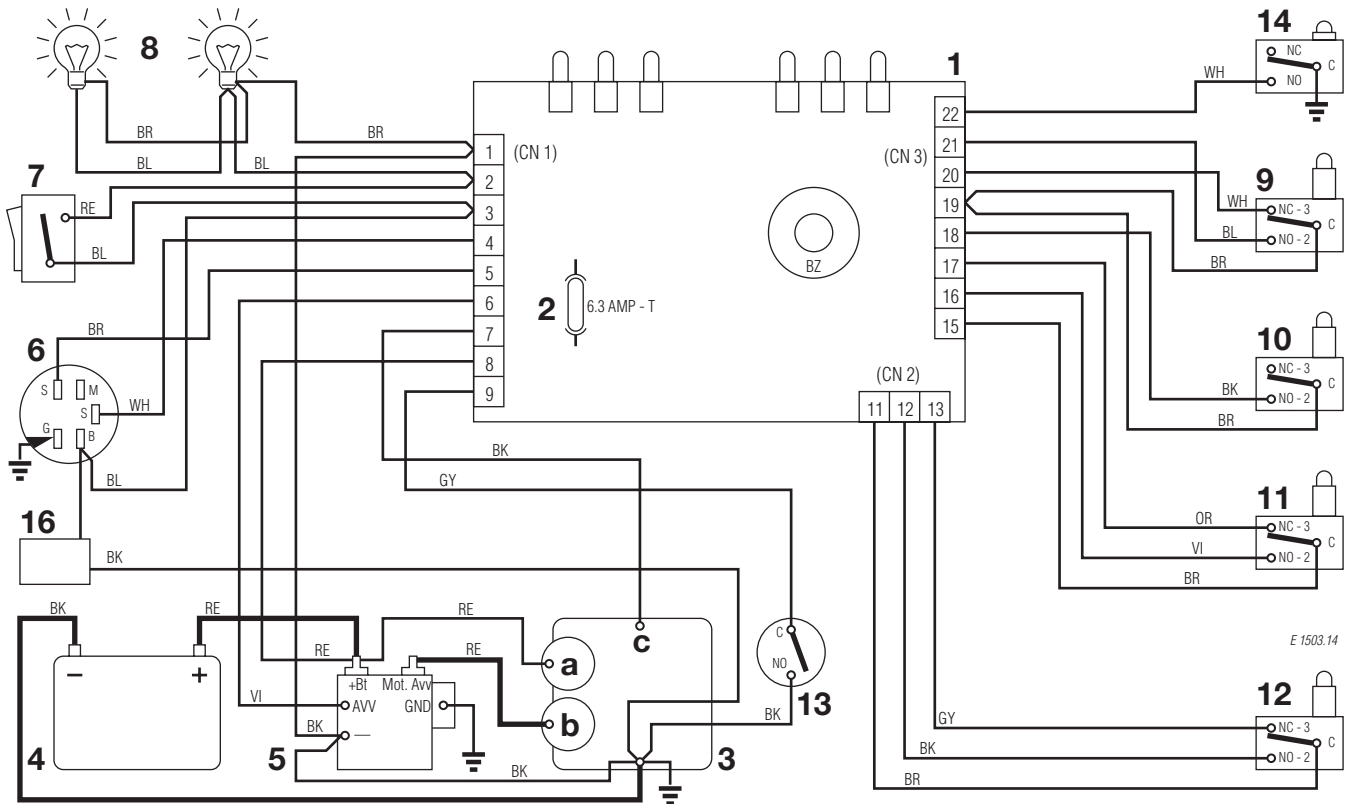 8
1
14
NC
C
NO
WH
22
BR
BR
BL
BL
1
(CN 1)
(CN 3)
21
20
19
18
17
16
15
7
RE
BL
2
3
4
5
6
7
8
9
9
WH
NC - 3
C
BL
NO - 2
BR
BZ
2
6.3 AMP - T
6
BR
S
M
S
WH
G
B
BL
10
NC - 3
C
BK
NO - 2
BR
(CN 2)
11
12
13
BK
GY
16
BK
11
OR
NC - 3
C
VI
NO - 2
BR
E 1503.14
BK
RE
RE
RE
RE
–
+
4
+Bt
Mot. Avv
VI
AVV
GND
BK
—
5
BK
a
b
c
3
C
NO
13
BK
12
GY
NC - 3
C
BK
NO - 2
BR